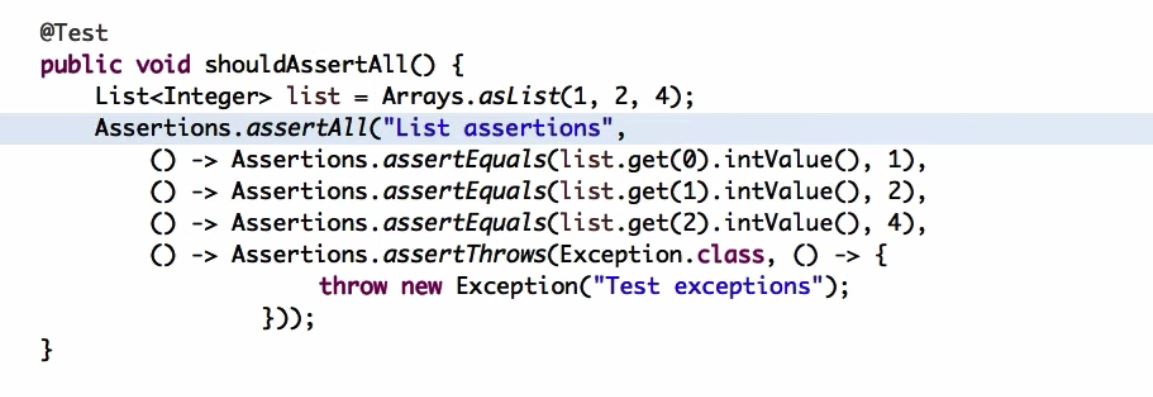 @Test
public void shouldAssertAll() {
List<Integer> list = Arrays.asList(1, 2, 4);
Assertions.assertAll("List assertions",
() -> Assertions.assertEquals(list.get(0).intValue(), 1),
() -> Assertions.assertEquals(list.get(1).intValue(), 2),
() -> Assertions.assertEquals(list.get(2).intValue(), 4),
() -> Assertions.assertThrows(Exception.class, () -> {
throw new Exception("Test exceptions");
}));
}